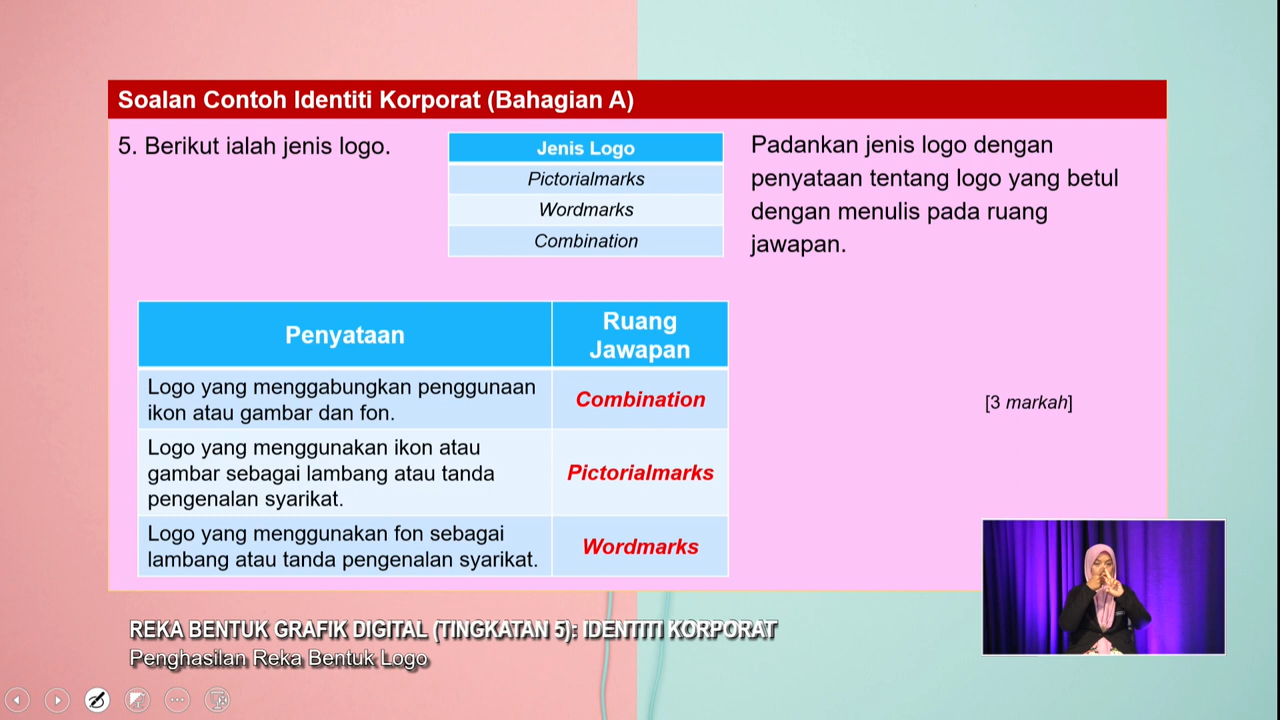 Soalan Contoh Identiti Korporat (Bahagian A)
5. Berikut ialah jenis logo.
Jenis Logo
Pictorialmarks
Wordmarks
Combination
Padankan jenis logo dengan
penyataan tentang logo yang betul
dengan menulis pada ruang
jawapan.
Penyataan
Ruang
Jawapan
Logo yang menggabungkan penggunaan
ikon atau gambar dan fon.
Combination
Logo yang menggunakan ikon atau
gambar sebagai lambang atau tanda
pengenalan syarikat.
Pictorialmarks
Logo yang menggunakan fon sebagai
lambang atau tanda pengenalan syarikat.
Wordmarks
[3 markah]
REKA BENTUK GRAFIK DIGITAL (TINGKATAN 5): IDENTITI KORPORAT
Penghasilan Reka Bentuk Logo